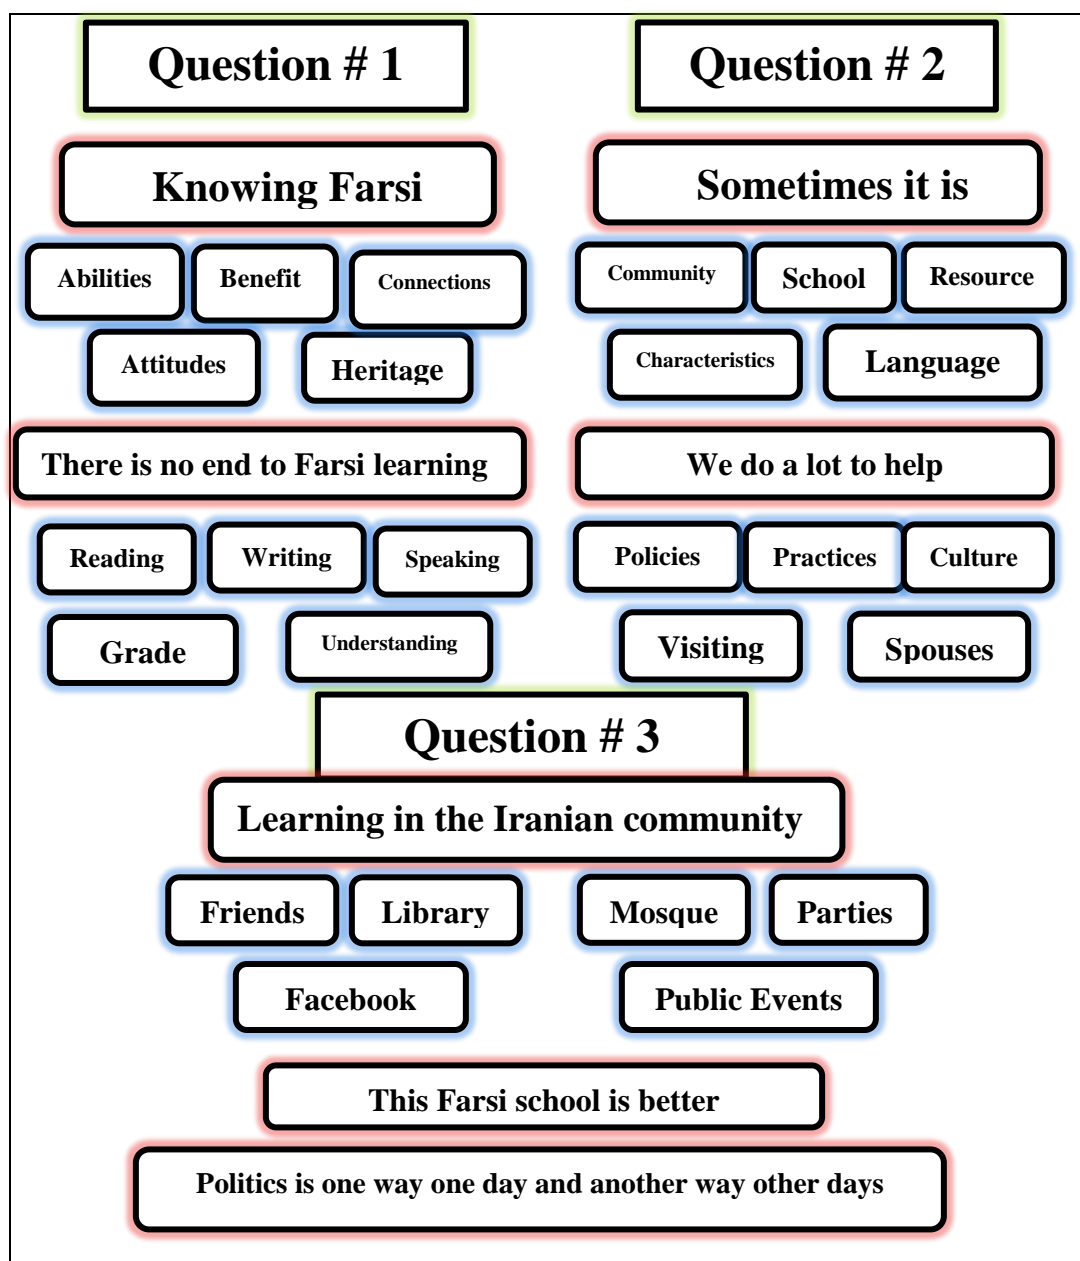 Question # 1
Knowing Farsi
Abilities
Benefit
Connections
Attitudes
Heritage
There is no end to Farsi learning
Reading
Writing
Speaking
Grade
Understanding
Question # 2
Sometimes it is
Community
School
Resource
Characteristics
Language
We do a lot to help
Policies
Practices
Culture
Visiting
Spouses
Question # 3
Learning in the Iranian community
Friends
Library
Mosque
Parties
Facebook
Public Events
This Farsi school is better
Politics is one way one day and another way other days